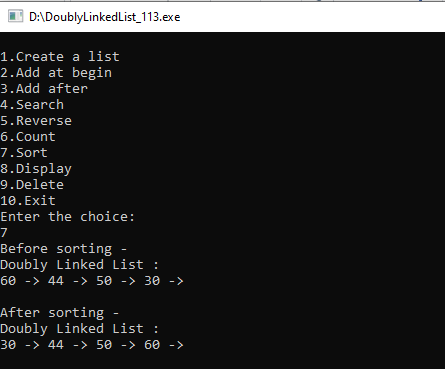 D:\DoublyLinkedList_113.exe
1.Create a list
2.Add at begin
3.Add after
4.Search
5.Reverse
6.Count
7.Sort
8.Display
9.Delete
10.Exit
Enter the choice:
7
Before sorting -
Doubly Linked List :
60 -> 44 -> 50 -> 30 ->
After sorting -
Doubly Linked List :
30 -> 44 -> 50 -> 60 ->